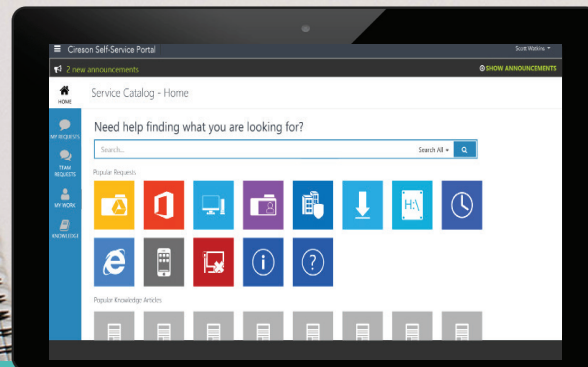 Cireson Self-Service Portal
Scott Watkins
2 new announcements
SHOW ANNOUNCEMENTS
HOME
Service Catalog - Home
MY REQUESTS
TEAM
REQUESTS
MY WORK
KNOWLEDGE
Need help finding what you are looking for?
Search...
Search All
Popular Requests
H:\
Popular Knowledge Articles